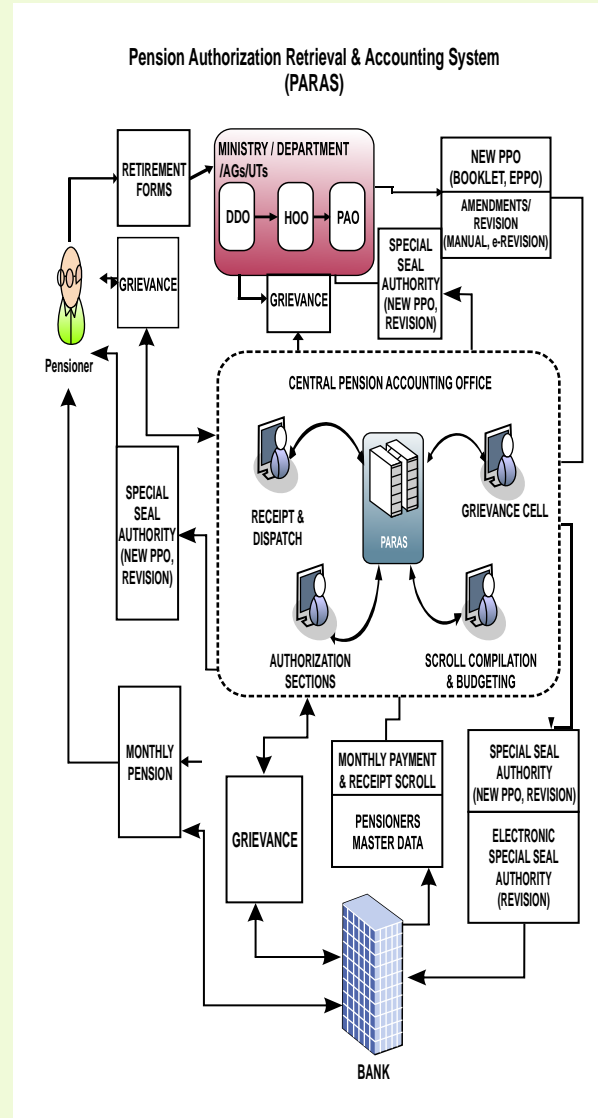 Pension Authorization Retrieval & Accounting System
(PARAS)
RETIREMENT
FORMS
MINISTRY / DEPARTMENT
/AGs/UTs
DDO
HOO
PAO
NEW PPO
(BOOKLET, EPPO)
AMENDMENTS/
REVISION
(MANUAL, e-REVISION)
SPECIAL
SEAL
AUTHORITY
(NEW PPO,
REVISION)
GRIEVANCE
GRIEVANCE
Pensioner
CENTRAL PENSION ACCOUNTING OFFICE
RECEIPT &
DISPATCH
PARAS
GRIEVANCE CELL
AUTHORIZATION
SECTIONS
SCROLL COMPILATION
& BUDGETING
SPECIAL
SEAL
AUTHORITY
(NEW PPO,
REVISION)
MONTHLY
PENSION
GRIEVANCE
MONTHLY PAYMENT
& RECEIPT SCROLL
PENSIONERS
MASTER DATA
SPECIAL SEAL
AUTHORITY
(NEW PPO, REVISION)
ELECTRONIC
SPECIAL SEAL
AUTHORITY
(REVISION)
BANK